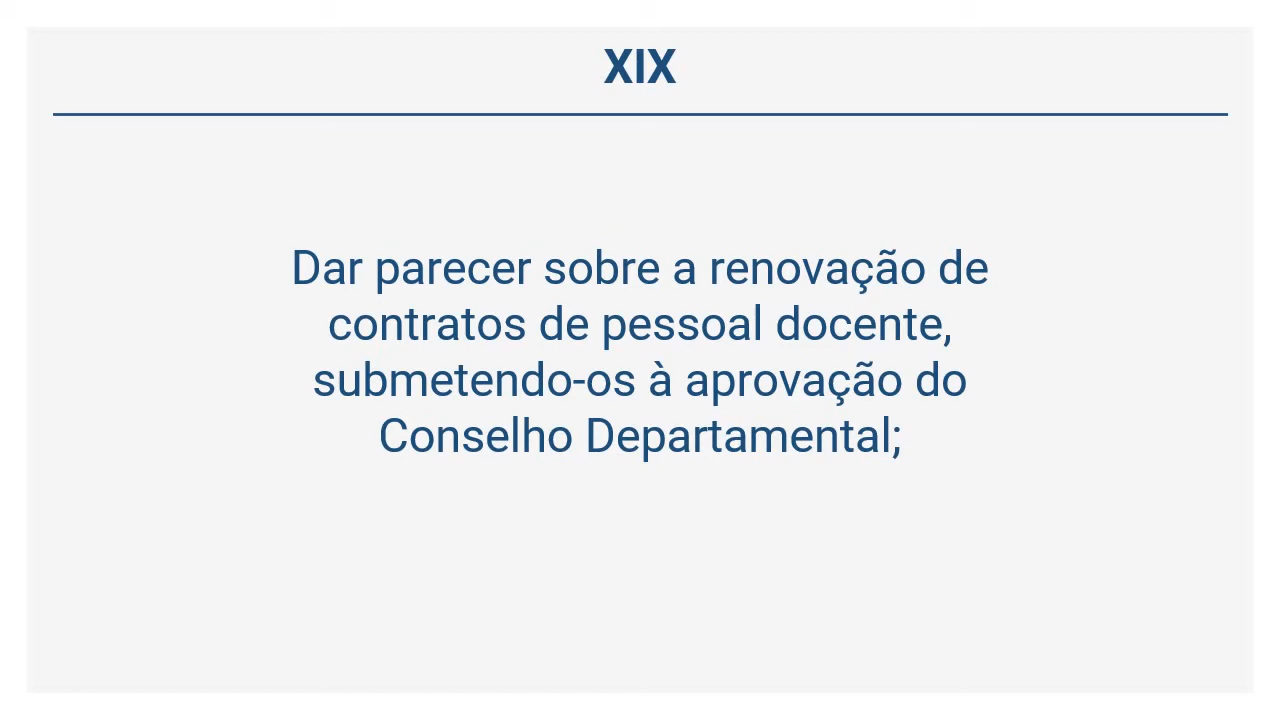 XIX
Dar parecer sobre a renovação de
contratos de pessoal docente,
submetendo-os à aprovação do
Conselho Departamental;